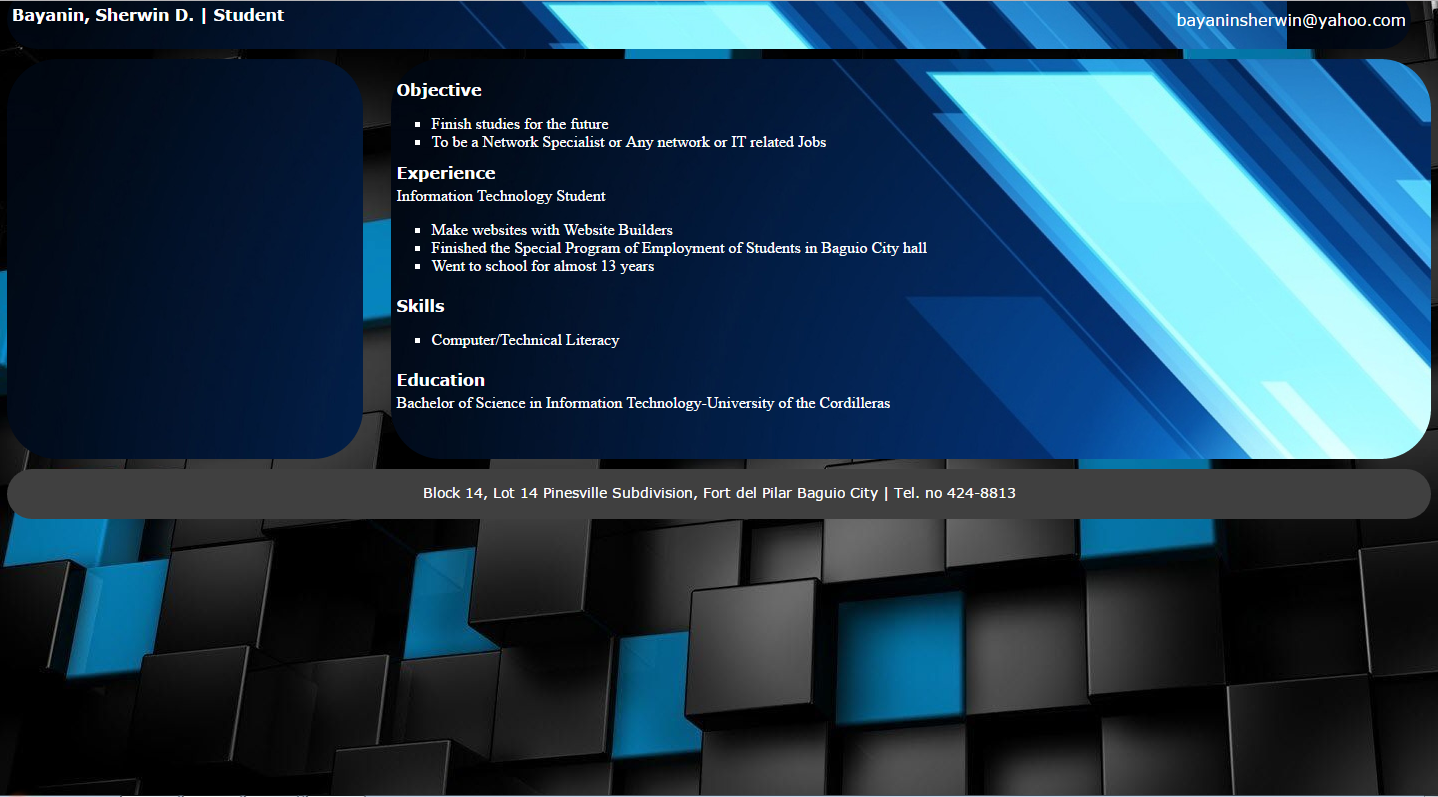 Bayanin, Sherwin D. | Student
bayaninsherwin@yahoo.com
Objective
Finish studies for the future
To be a Network Specialist or Any network or IT related Jobs
Experience
Information Technology Student
Make websites with Website Builders
Finished the Special Program of Employment of Students in Baguio City hall
Went to school for almost 13 years
Skills
Computer/Technical Literacy
Education
Bachelor of Science in Information Technology-University of the Cordilleras
Block 14, Lot 14 Pinesville Subdivision, Fort del Pilar Baguio City | Tel. no 424-8813